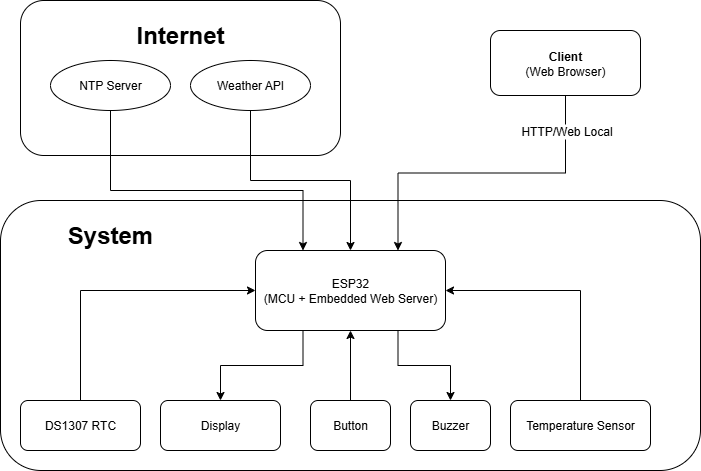 Internet
NTP Server
Weather API
Client
(Web Browser)
HTTP/Web Local
System
ESP32
(MCU + Embedded Web Server)
DS1307 RTC
Display
Button
Buzzer
Temperature Sensor